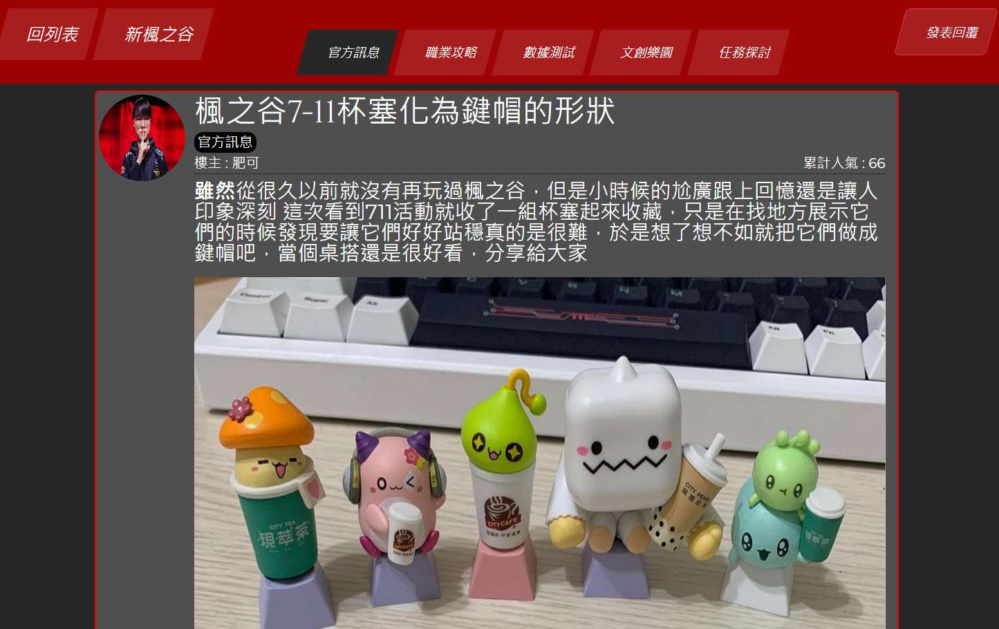 回列表
新楓之谷
官方訊息
職業攻略
數據測試
文創樂園
任務探討
發表回覆
楓之谷7-11杯塞化為鍵帽的形狀
官方訊息
樓主 : 肥可
累計人氣 : 66
雖然從很久以前就沒有再玩過楓之谷，但是小時候的尬廣跟上回憶還是讓人
印象深刻 這次看到711活動就收了一組杯塞起來收藏，只是在找地方展示它
們的時候發現要讓它們好好站穩真的是很難，於是想了想不如就把它們做成
鍵帽吧，當個桌搭還是很好看，分享給大家
Control
Super
Alt
Alt
Fn
CITY TEA
現萃茶
CITY CAFE
CITY CAFE
CITY PEARL
黑糖珍珠
現萃茶